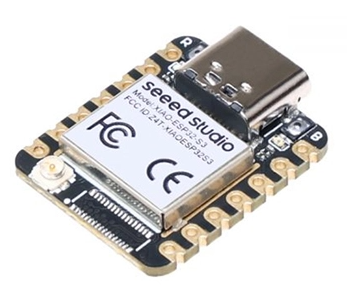 R
B
seeed studio
Model: XIAO-ESP32-S3
FCC ID: Z4T-XIAOESP32S3
FC CE